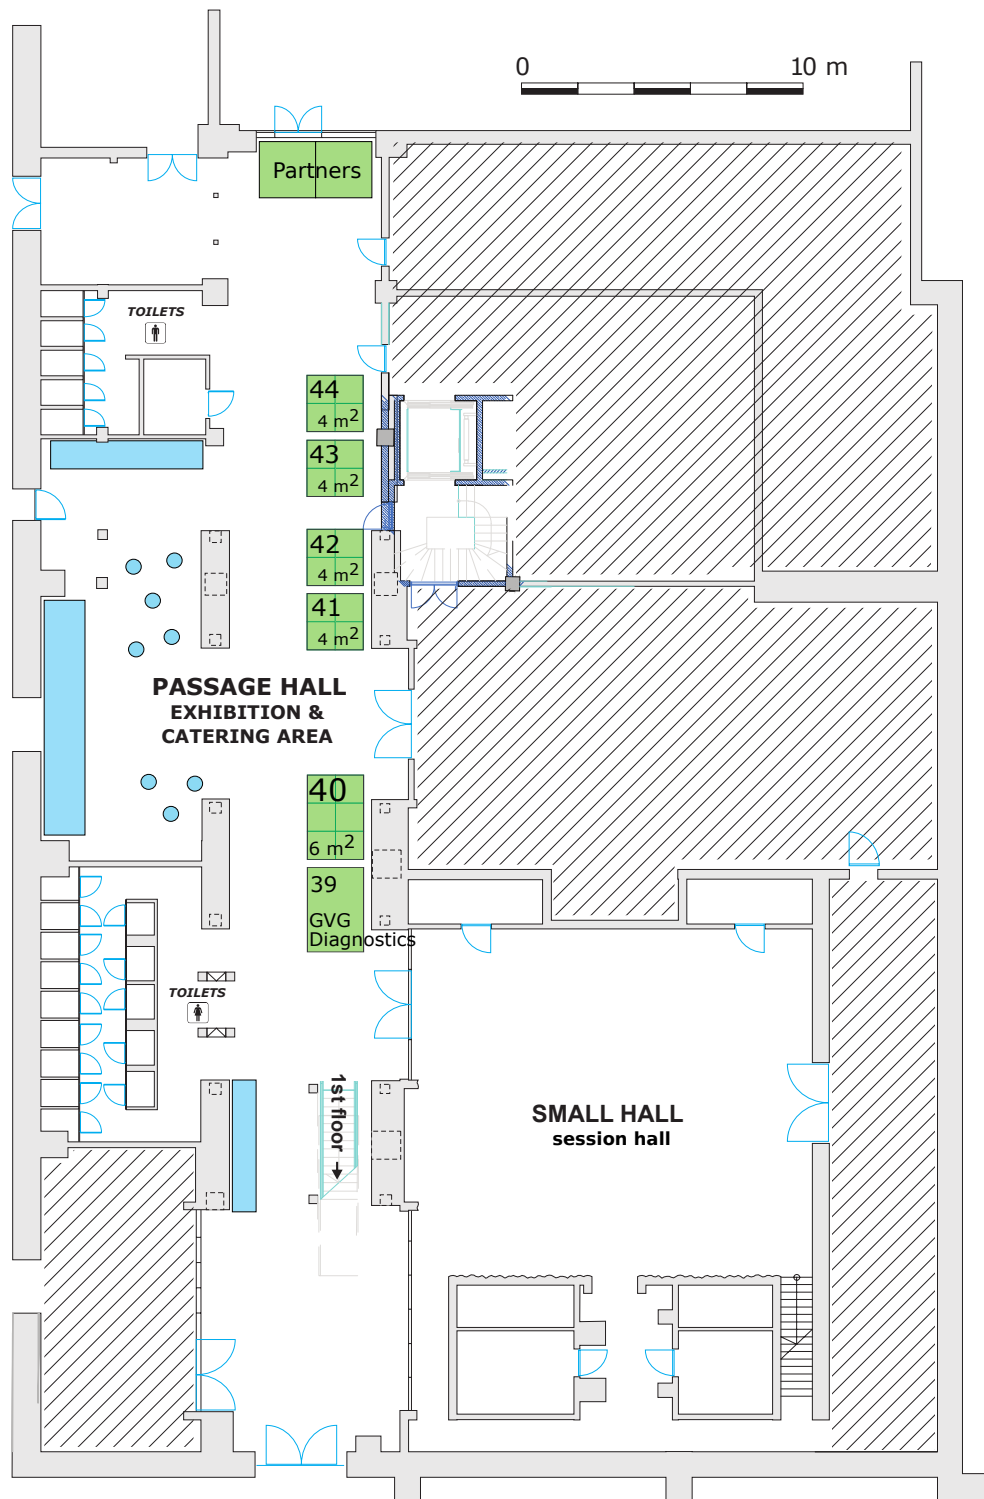 0 10 m
Partners
TOILETS
44
4 m²
43
4 m²
42
4 m²
41
4 m²
PASSAGE HALL
EXHIBITION &
CATERING AREA
40
6 m²
39
GVG
Diagnostics
TOILETS
1st floor →
SMALL HALL
session hall